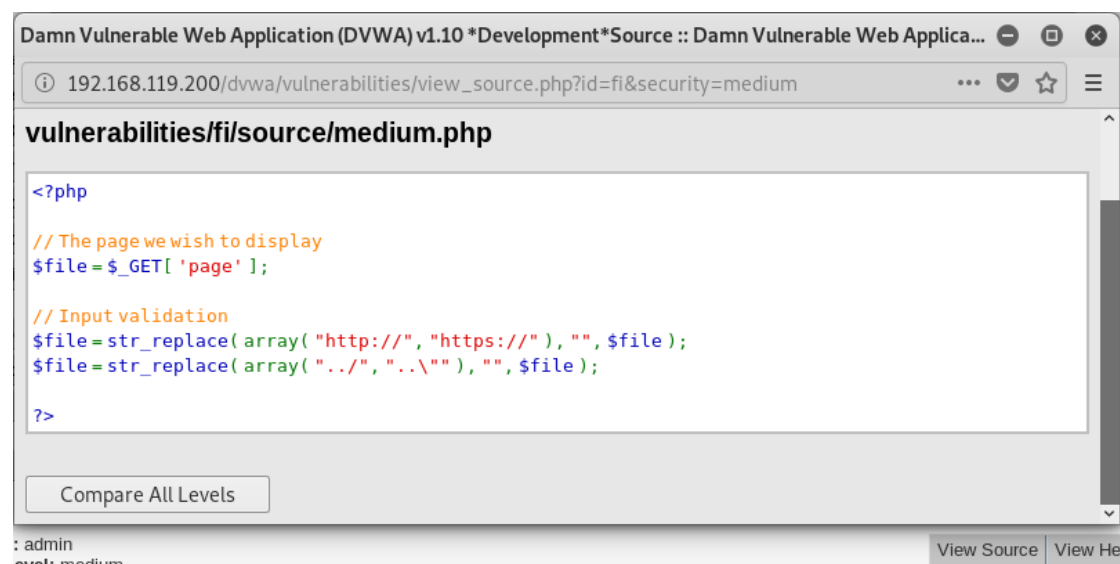 Damn Vulnerable Web Application (DVWA) v1.10 *Development*Source :: Damn Vulnerable Web Applica...
192.168.119.200/dvwa/vulnerabilities/view_source.php?id=fi&security=medium
vulnerabilities/fi/source/medium.php
<?php
// The page we wish to display
$file = $_GET[ 'page' ];
// Input validation
$file = str_replace( array( "http://", "https://" ), "", $file );
$file = str_replace( array( "../", "..\"" ), "", $file );
?>
Compare All Levels
: admin
View Source View He
evel: medium